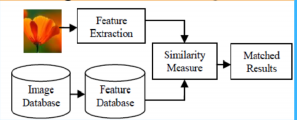 Feature
Extraction
Similarity
Measure
Matched
Results
Image
Database
Feature
Database